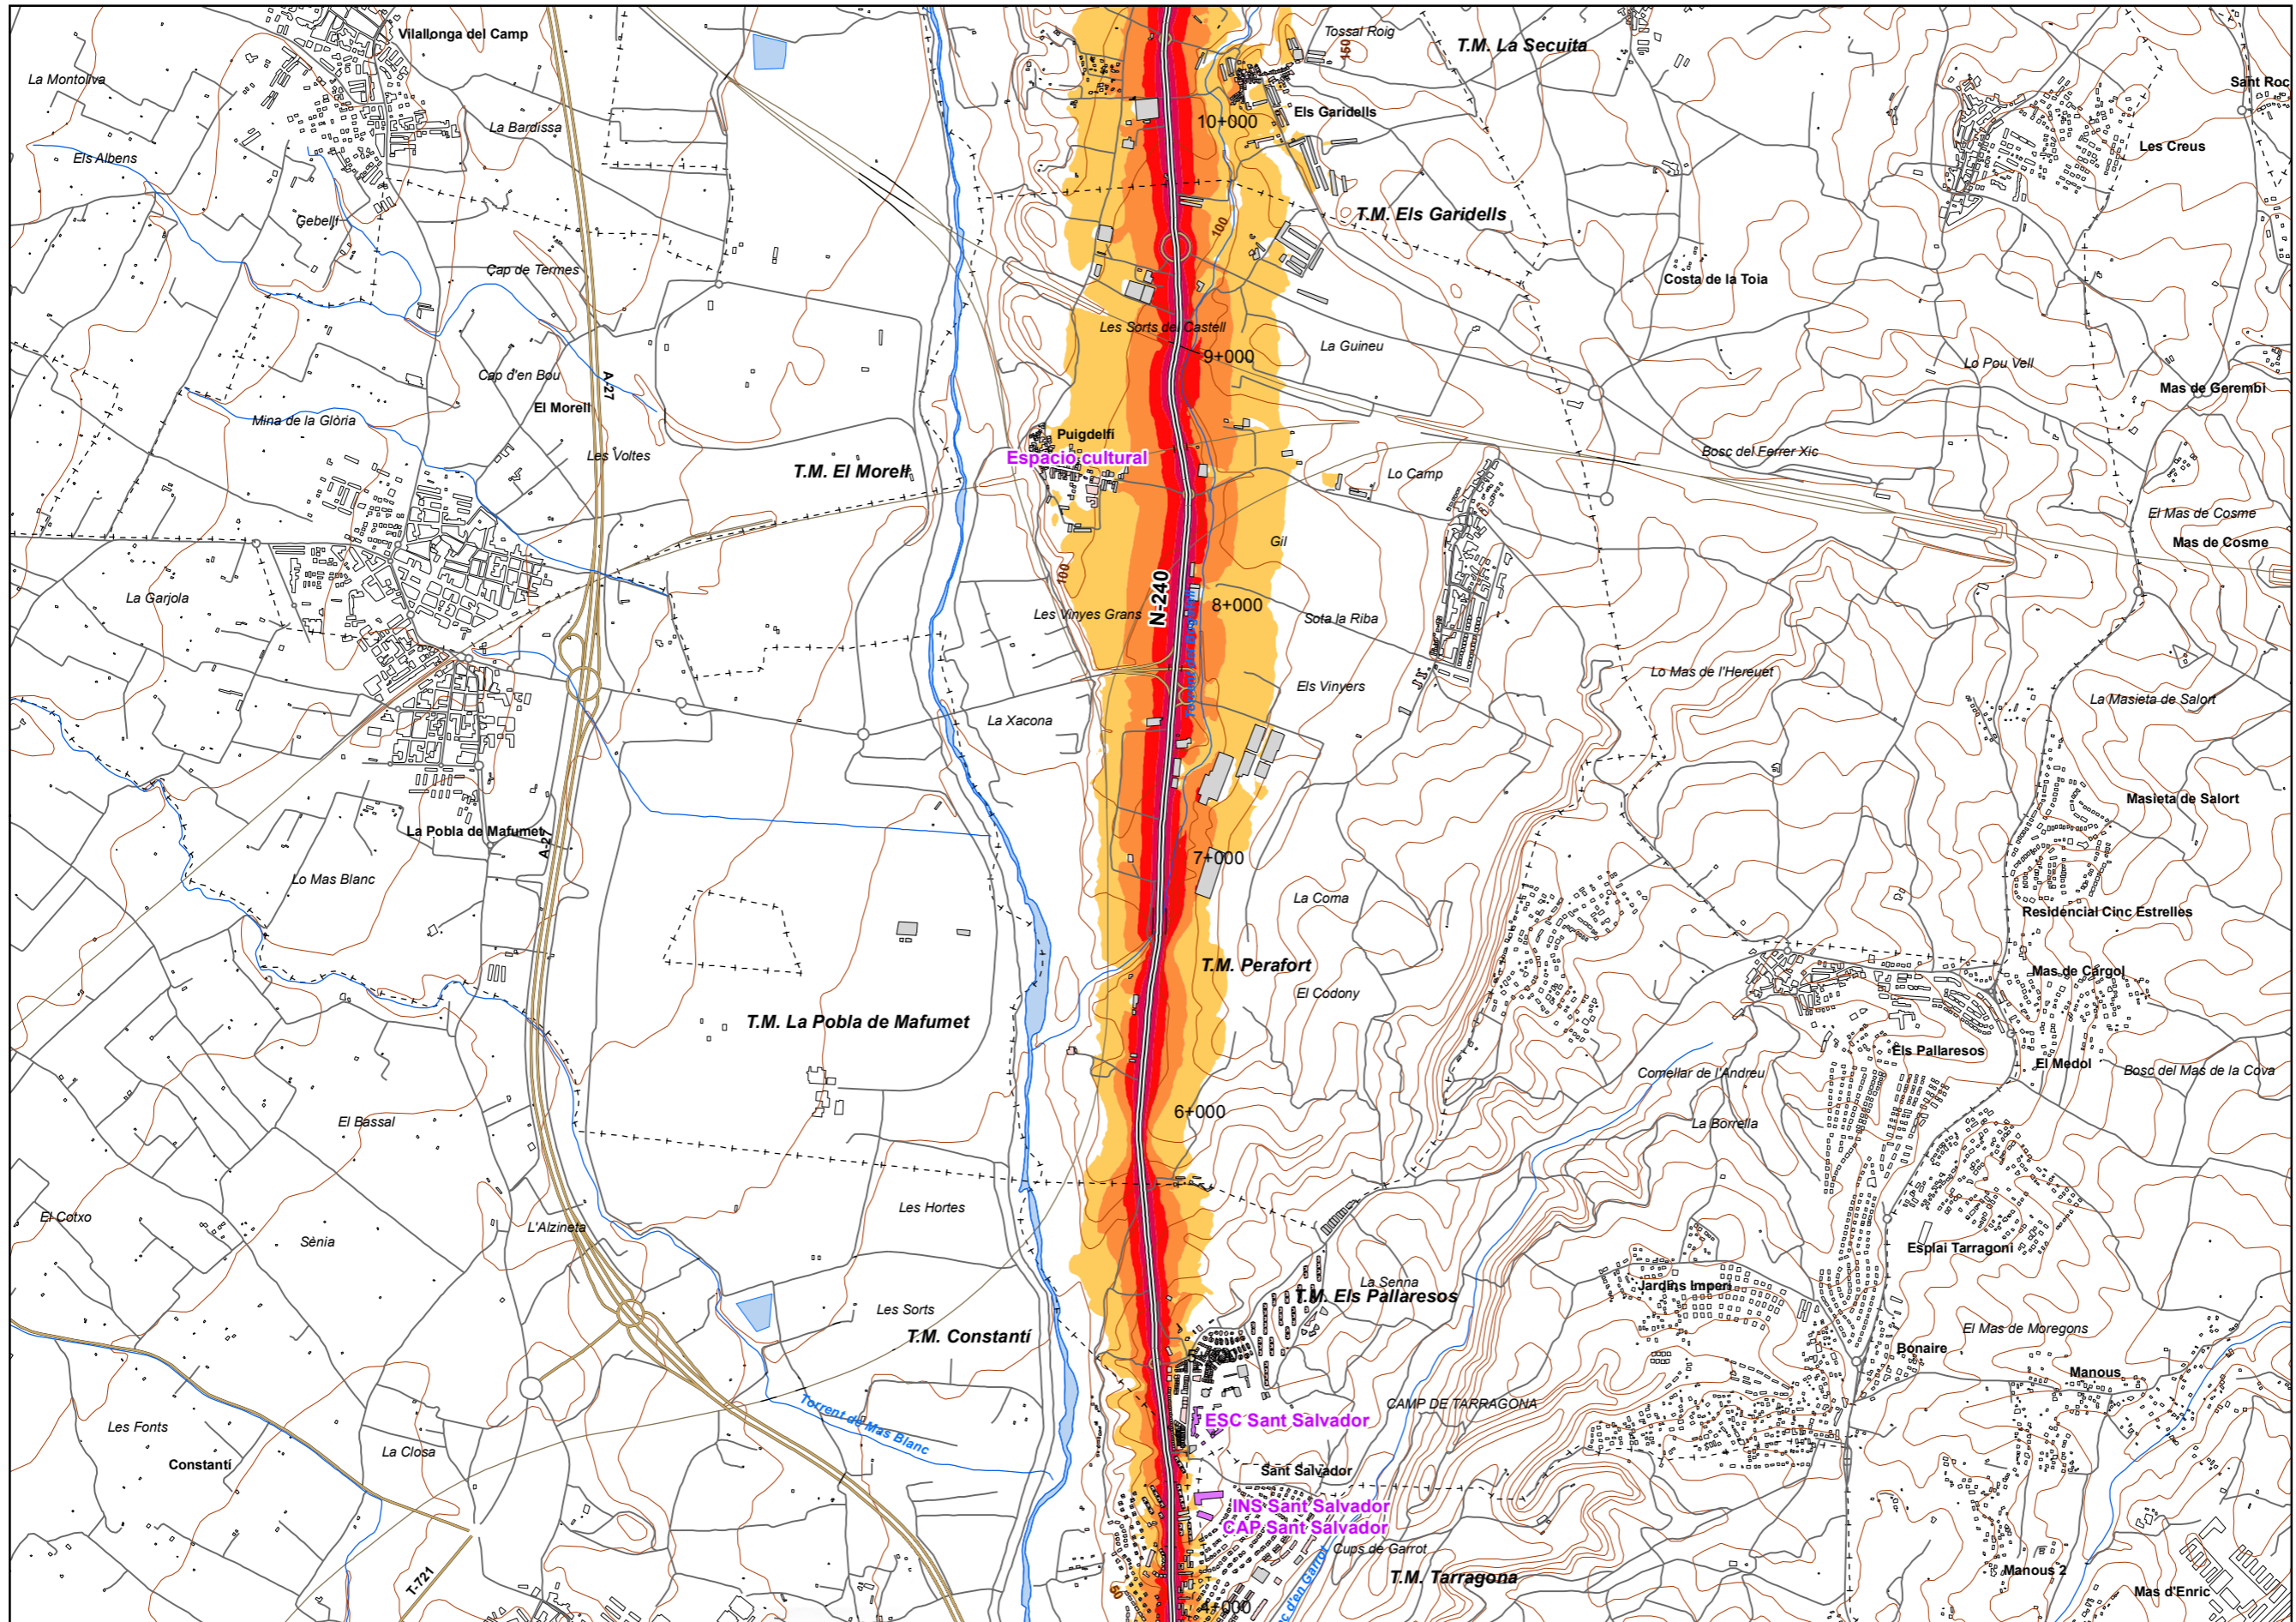 Vilallonga del Camp
Tossal Roig
150
T.M. La Secuita
La Montoliva
Sant Roc
Els Garidells
10+000
La Bardissa
Les Creus
Els Albens
Gebellí
100
T.M. Els Garidells
Cap de Termes
Costa de la Toia
Les Sorts del Castell
La Guineu
9+000
Lo Pou Vell
Cap d'en Bou
A-27
Mas de Gerembi
El Morell
Mina de la Glòria
Puigdelfí
Les Voltes
Espacio cultural
Bosc del Ferrer Xic
T.M. El Morell
Lo Camp
El Mas de Cosme
Gil
Mas de Cosme
100
La Garjola
N-240
8+000
Les Vinyes Grans
Sota la Riba
Lo Mas de l'Hereuet
Els Vinyers
La Masieta de Salort
La Xacona
Masieta de Salort
La Pobla de Mafumet
A-27
7+000
Lo Mas Blanc
La Coma
Residencial Cinc Estrelles
T.M. Perafort
Mas de Cargol
El Codony
T.M. La Pobla de Mafumet
Els Pallaresos
El Medol
Comellar de l'Andreu
Bosc del Mas de la Cova
6+000
El Bassal
La Borrella
Les Hortes
El Cotxo
L'Alzineta
Sènia
Esplai Tarragoní
La Senna
Jardins Imperi
T.M. Els Pallaresos
Les Sorts
T.M. Constantí
El Mas de Moregons
Bonaire
Manous
CAMP DE TARRAGONA
Torrent de Mas Blanc
ESC Sant Salvador
Les Fonts
La Closa
Constantí
Sant Salvador
INS Sant Salvador
CAP Sant Salvador
Cups de Garrot
T-721
50
T.M. Tarragona
Manous 2
Mas d'Enric
4+000